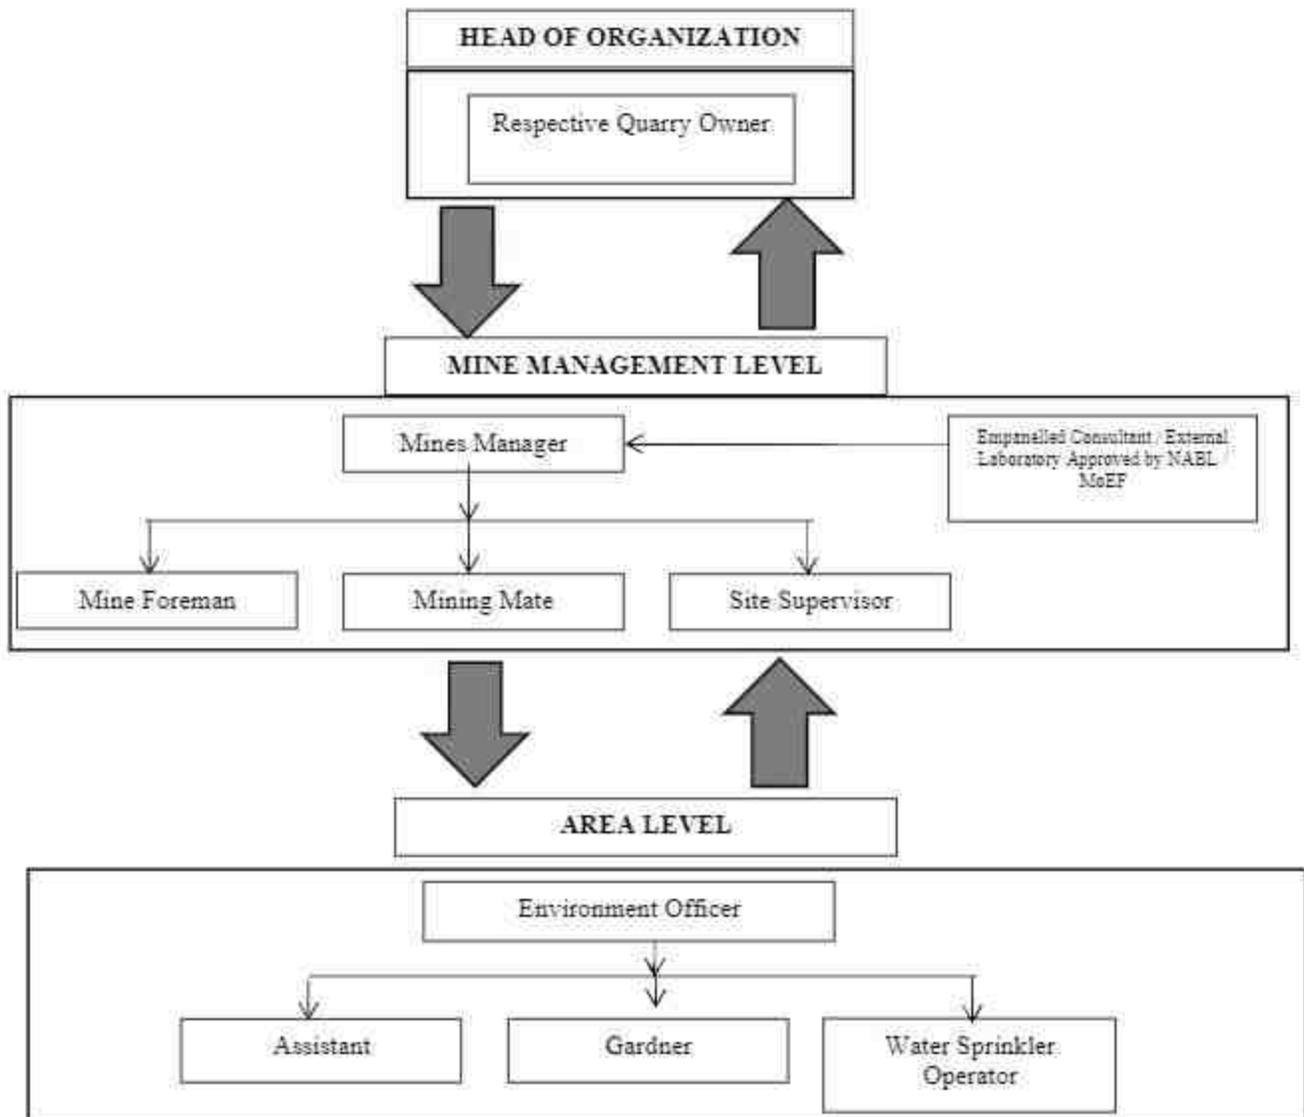 HEAD OF ORGANIZATION
Respective Quarry Owner
MINE MANAGEMENT LEVEL
Mines Manager
Empanelled Consultant / External
Laboratory Approved by NABL /
MoEF
Mine Foreman
Mining Mate
Site Supervisor
AREA LEVEL
Environment Officer
Assistant
Gardner
Water Sprinkler
Operator